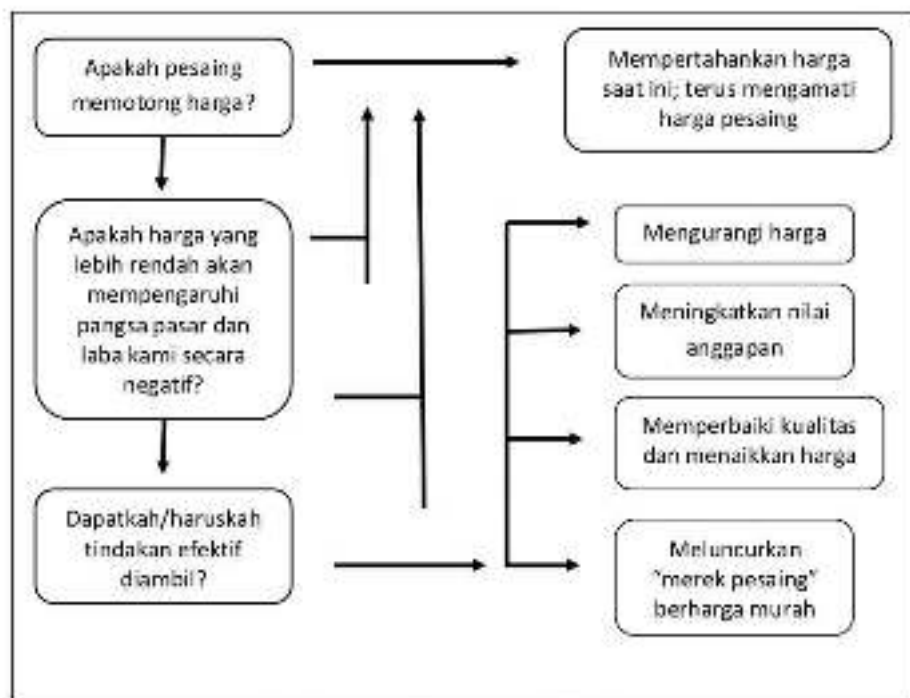 Apakah pesaing
memotong harga?
Mempertahankan harga
saat ini; terus mengamati
harga pesaing
Apakah harga yang
lebih rendah akan
mempengaruhi
pangsa pasar dan
laba kami secara
negatif?
Mengurangi harga
Meningkatkan nilai
anggapan
Memperbaiki kualitas
dan menaikkan harga
Dapatkah/haruskah
tindakan efektif
diambil?
Meluncurkan
"merek pesaing"
berharga murah